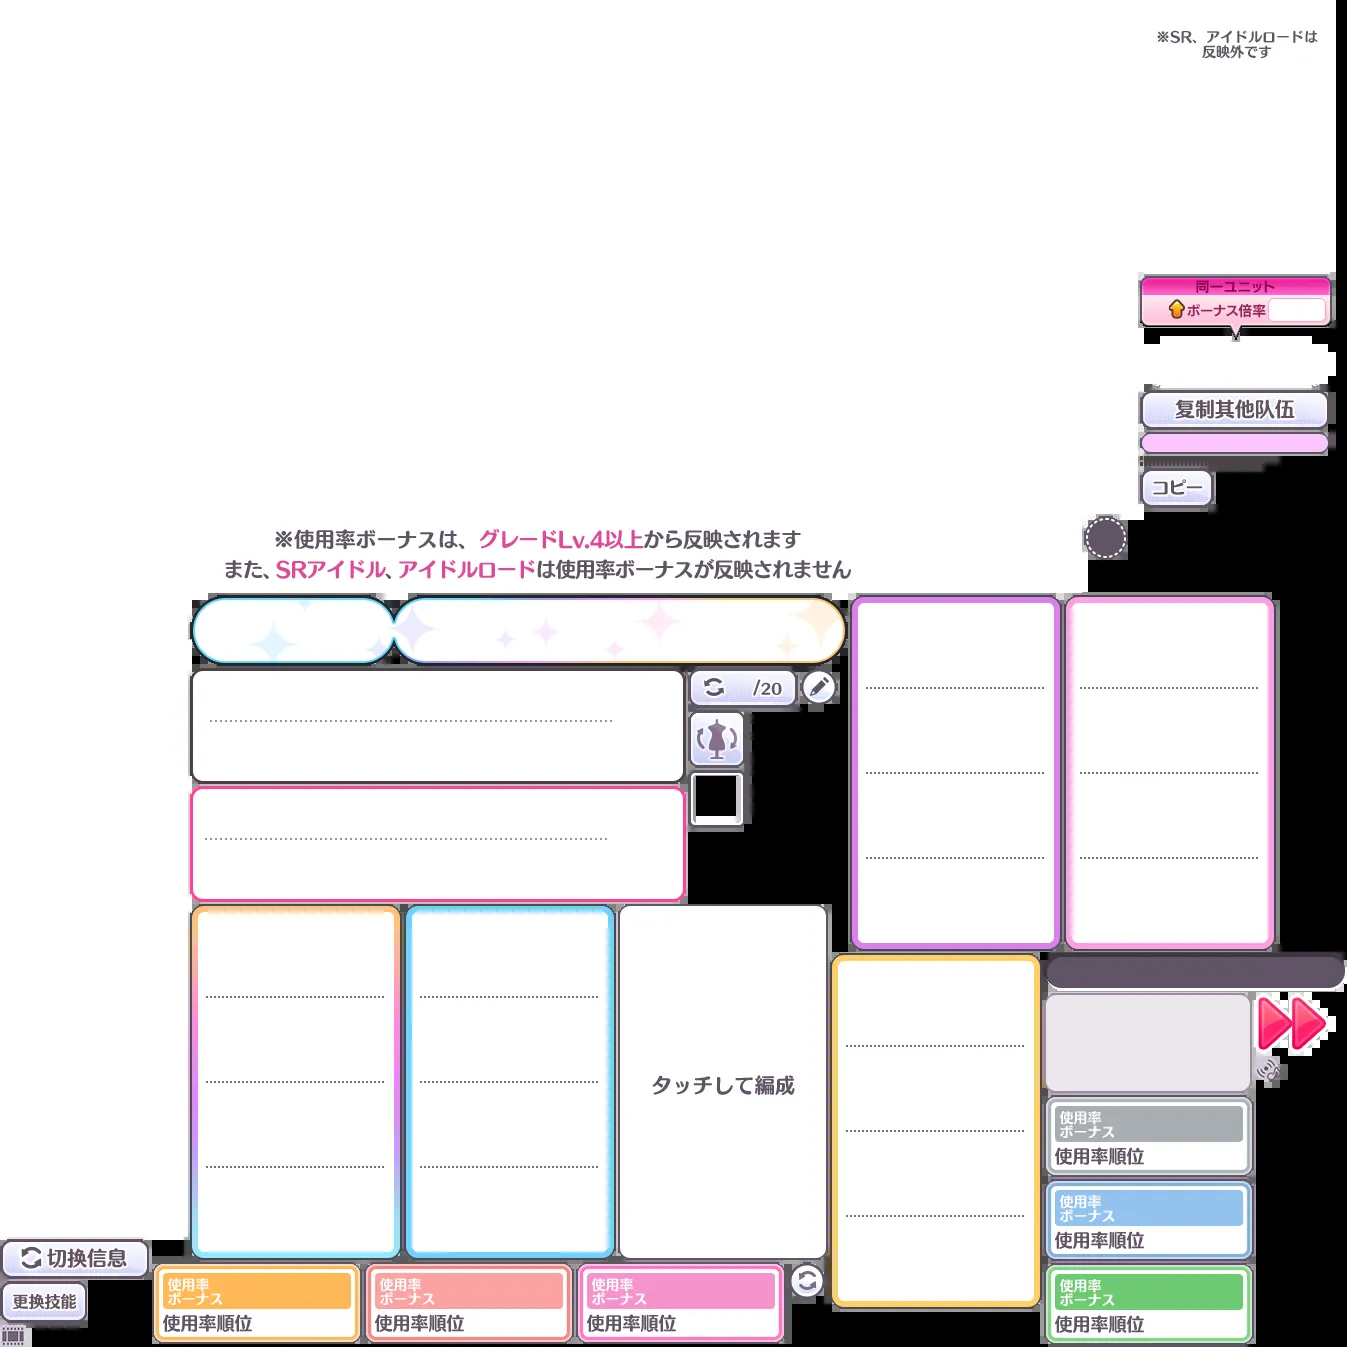 ※SR、アイドルロードは
反映外です
同一ユニット
ボーナス倍率
复制其他队伍
コピー
※使用率ボーナスは、グレードLv.4以上から反映されます
また、SRアイドル、アイドルロードは使用率ボーナスが反映されません
/20
タッチして編成
使用率
ボーナス
使用率順位
使用率
ボーナス
使用率順位
切换信息
更换技能
使用率
ボーナス
使用率順位
使用率
ボーナス
使用率順位
使用率
ボーナス
使用率順位
使用率
ボーナス
使用率順位